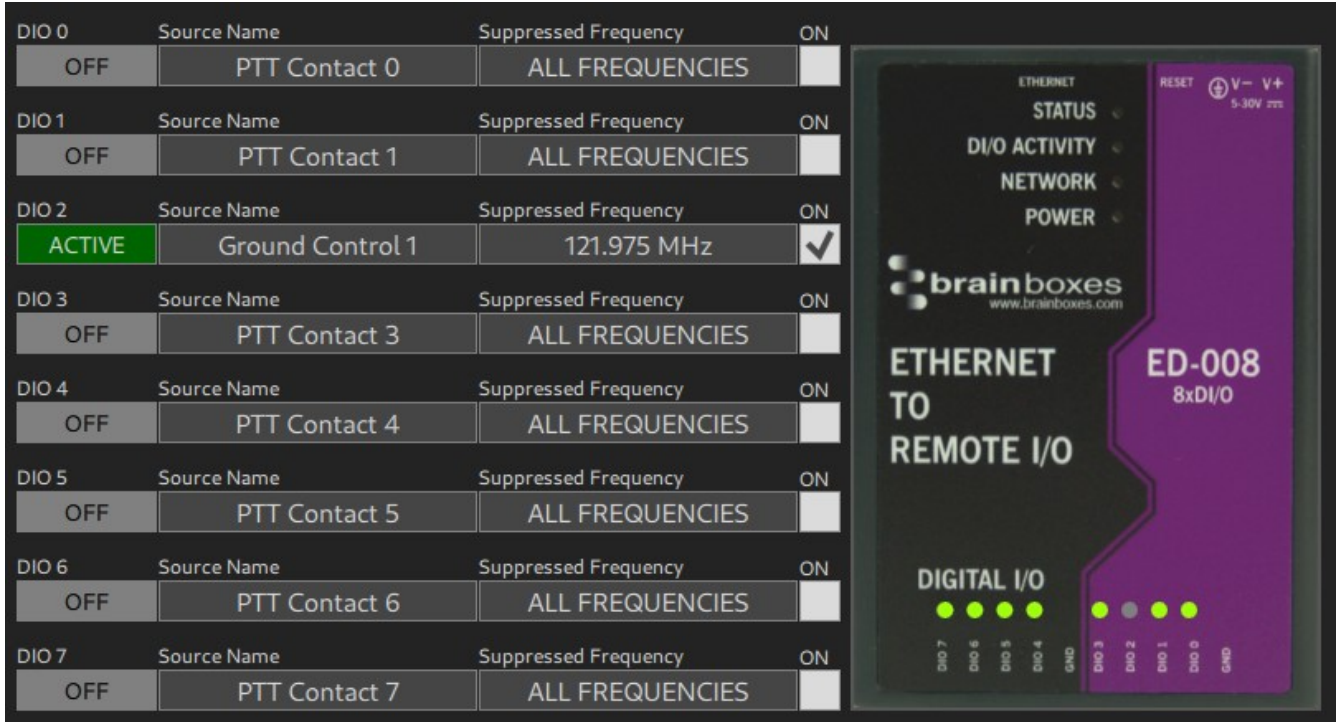 DIO 0 Source Name Suppressed Frequency ON
OFF PTT Contact 0 ALL FREQUENCIES
DIO 1 Source Name Suppressed Frequency ON
OFF PTT Contact 1 ALL FREQUENCIES
DIO 2 Source Name Suppressed Frequency ON
ACTIVE Ground Control 1 121.975 MHz
DIO 3 Source Name Suppressed Frequency ON
OFF PTT Contact 3 ALL FREQUENCIES
DIO 4 Source Name Suppressed Frequency ON
OFF PTT Contact 4 ALL FREQUENCIES
DIO 5 Source Name Suppressed Frequency ON
OFF PTT Contact 5 ALL FREQUENCIES
DIO 6 Source Name Suppressed Frequency ON
OFF PTT Contact 6 ALL FREQUENCIES
DIO 7 Source Name Suppressed Frequency ON
OFF PTT Contact 7 ALL FREQUENCIES
ETHERNET RESET V- V+
5-30V
STATUS
DI/O ACTIVITY
NETWORK
POWER
brainboxes
www.brainboxes.com
ETHERNET
TO
REMOTE I/O
ED-008
8xDI/O
DIGITAL I/O
DIO 7 DIO 6 DIO 5 DIO 4 GND DIO 3 DIO 2 DIO 1 DIO 0 GND